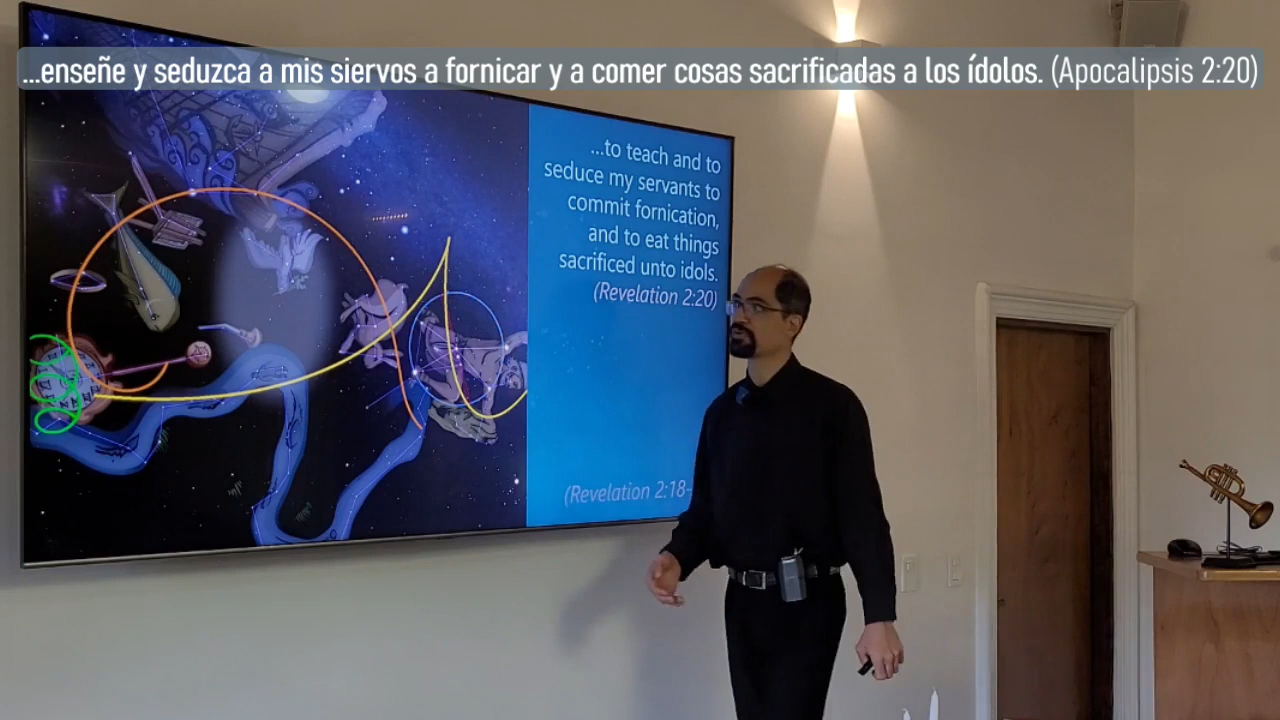 ...enseñe y seduzca a mis siervos a fornicar y a comer cosas sacrificadas a los ídolos. (Apocalipsis 2:20)
...to teach and to
seduce my servants to
commit fornication,
and to eat things
sacrificed unto idols.
(Revelation 2:20)
(Revelation 2:18-